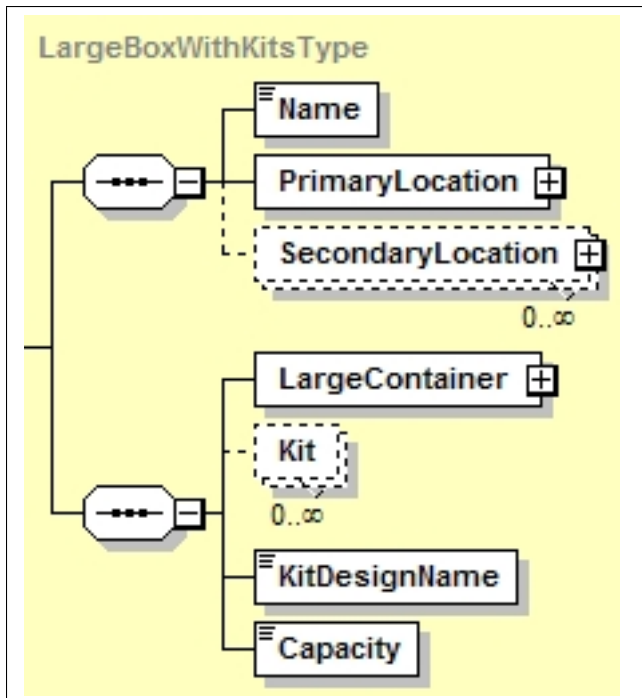 LargeBoxWithKitsType
Name
PrimaryLocation
SecondaryLocation
0..∞
LargeContainer
Kit
0..∞
KitDesignName
Capacity